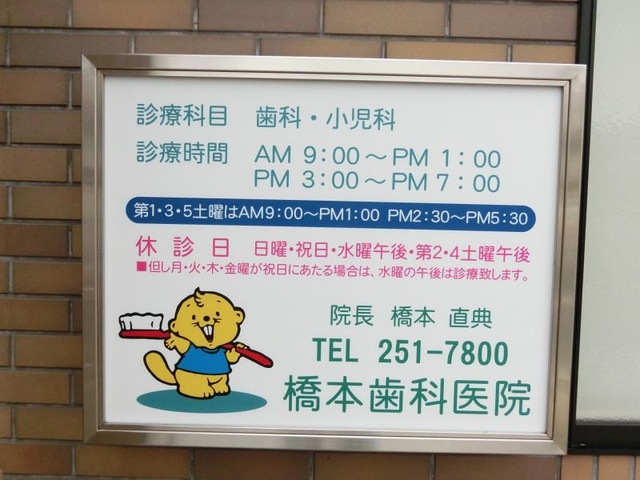 診療科目 歯科・小児科
診療時間 AM 9:00～PM 1:00
PM 3:00～PM 7:00
第1・3・5土曜はAM9:00～PM1:00 PM2:30～PM5:30
休診日 日曜・祝日・水曜午後・第2・4土曜午後
■但し月・火・木・金曜が祝日にあたる場合は、水曜の午後は診療致します。
院長 橋本 直典
TEL 251-7800
橋本歯科医院